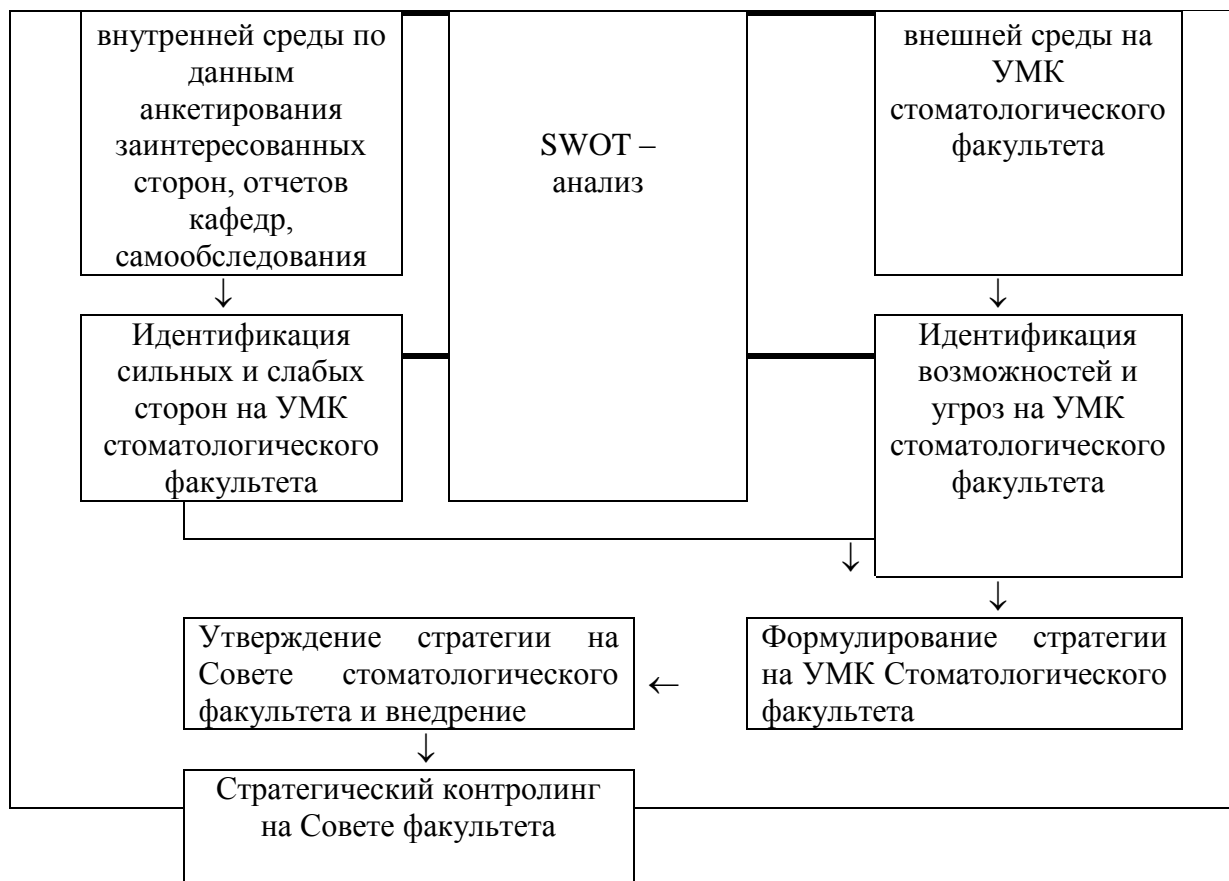 внутренней среды по
данным
анкетирования
заинтересованных
сторон, отчетов
кафедр,
самообследования
SWOT –
анализ
внешней среды на
УМК
стоматологического
факультета
↓
↓
Идентификация
сильных и слабых
сторон на УМК
стоматологического
факультета
Идентификация
возможностей и
угроз на УМК
стоматологического
факультета
↓
↓
Утверждение стратегии на
Совете стоматологического
факультета и внедрение
←
Формулирование стратегии
на УМК Стоматологического
факультета
↓
Стратегический контролинг
на Совете факультета